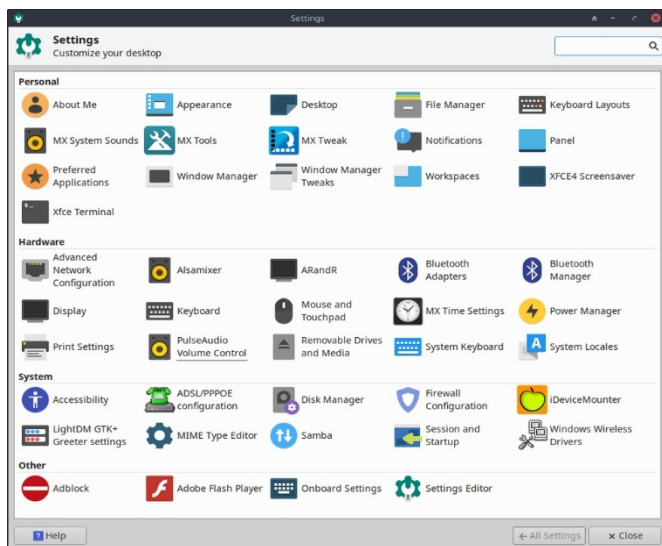 Settings
Settings
Customize your desktop
Personal
About Me
Appearance
Desktop
File Manager
Keyboard Layouts
MX System Sounds
MX Tools
MX Tweak
Notifications
Panel
Preferred
Applications
Window Manager
Window Manager
Tweaks
Workspaces
XFCE4 Screensaver
Xfce Terminal
Hardware
Advanced
Network
Configuration
Alsamixer
ARandR
Bluetooth
Adapters
Bluetooth
Manager
Display
Keyboard
Mouse and
Touchpad
MX Time Settings
Power Manager
Print Settings
PulseAudio
Volume Control
Removable Drives
and Media
System Keyboard
System Locales
System
Accessibility
ADSL/PPPOE
configuration
Disk Manager
Firewall
Configuration
iDeviceMounter
LightDM GTK+
Greeter settings
MIME Type Editor
Samba
Session and
Startup
Windows Wireless
Drivers
Other
Adblock
Adobe Flash Player
Onboard Settings
Settings Editor
Help
All Settings
Close